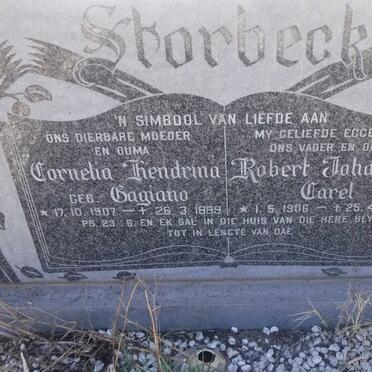 Storbeck
'N SIMBOOL VAN LIEFDE AAN
ONS DIERBARE MOEDER
EN OUMA
Cornelia Hendrina
GEB. Gagiano
* 17.10.1907 — + 26.3.1989
MY GELIEFDE EGGE
ONS VADER EN
Robert Joha
Carel
* 1.5.1906 — + 25.
PS. 23:6. EN EK SAL IN DIE HUIS VAN DIE HERE BLY
TOT IN LENGTE VAN DAE